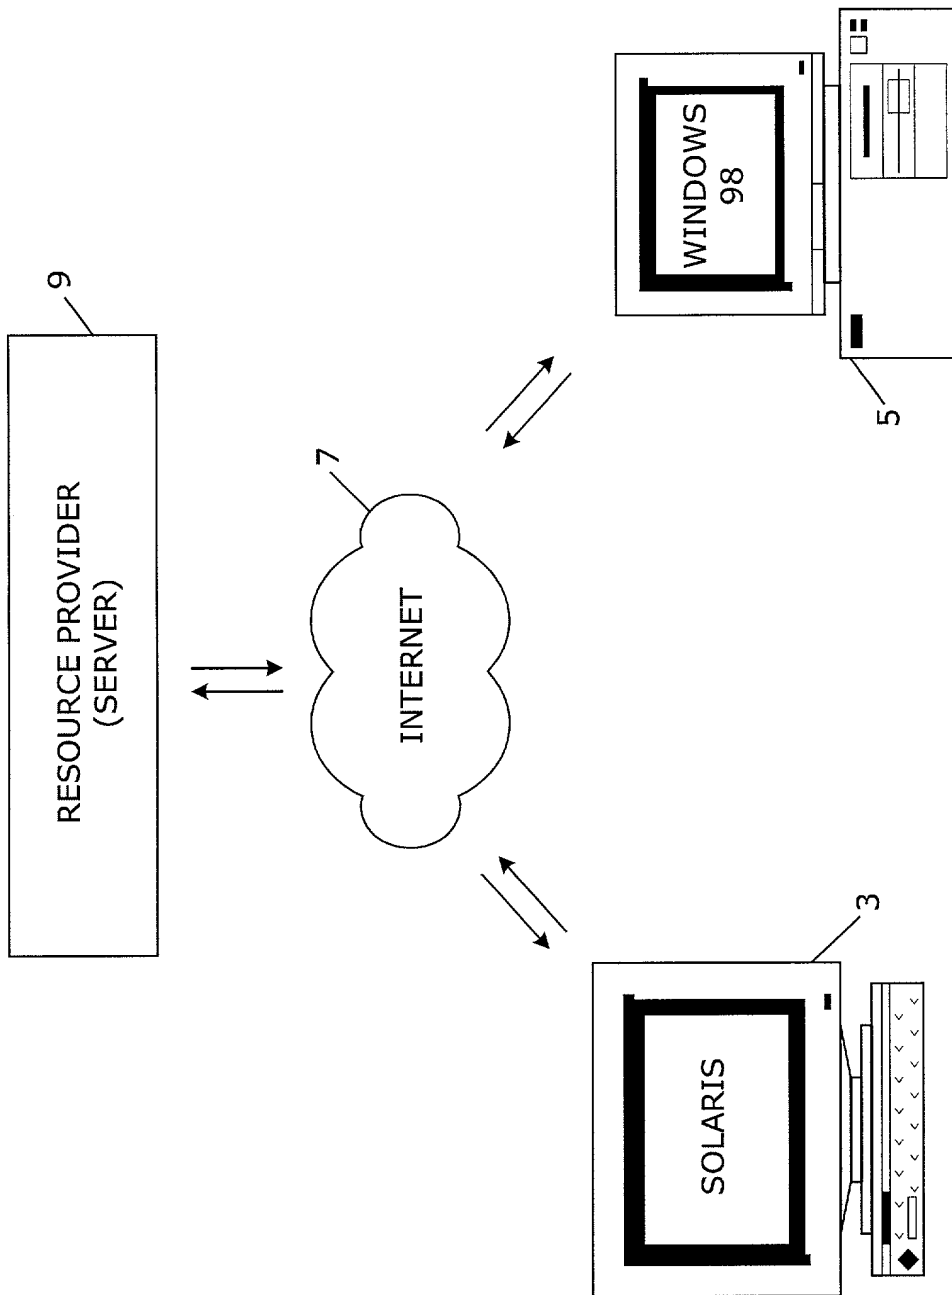 RESOURCE PROVIDER
(SERVER)
9
7
INTERNET
SOLARIS
3
WINDOWS
98
5